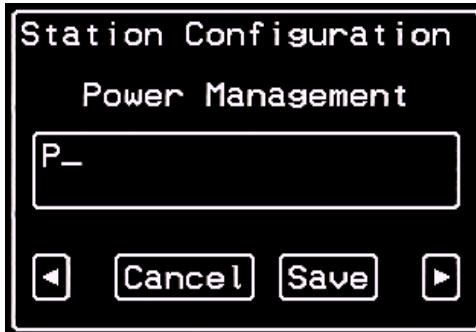 Station Configuration
Power Management
P_
◄ Cancel Save ►